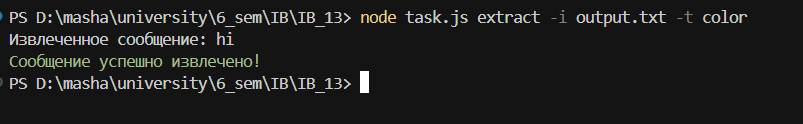 PS D:\masha\university\6_sem\IB\IB_13> node task.js extract -i output.txt -t color
Извлеченное сообщение: hi
Сообщение успешно извлечено!
PS D:\masha\university\6_sem\IB\IB_13>